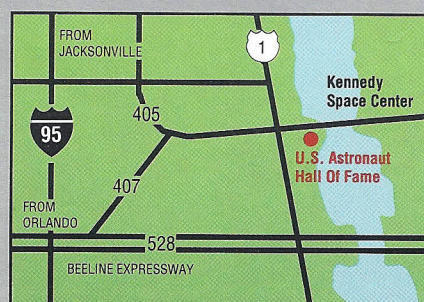 FROM
JACKSONVILLE
1
Kennedy
Space Center
405
95
U.S. Astronaut
Hall Of Fame
407
FROM
ORLANDO
528
BEELINE EXPRESSWAY